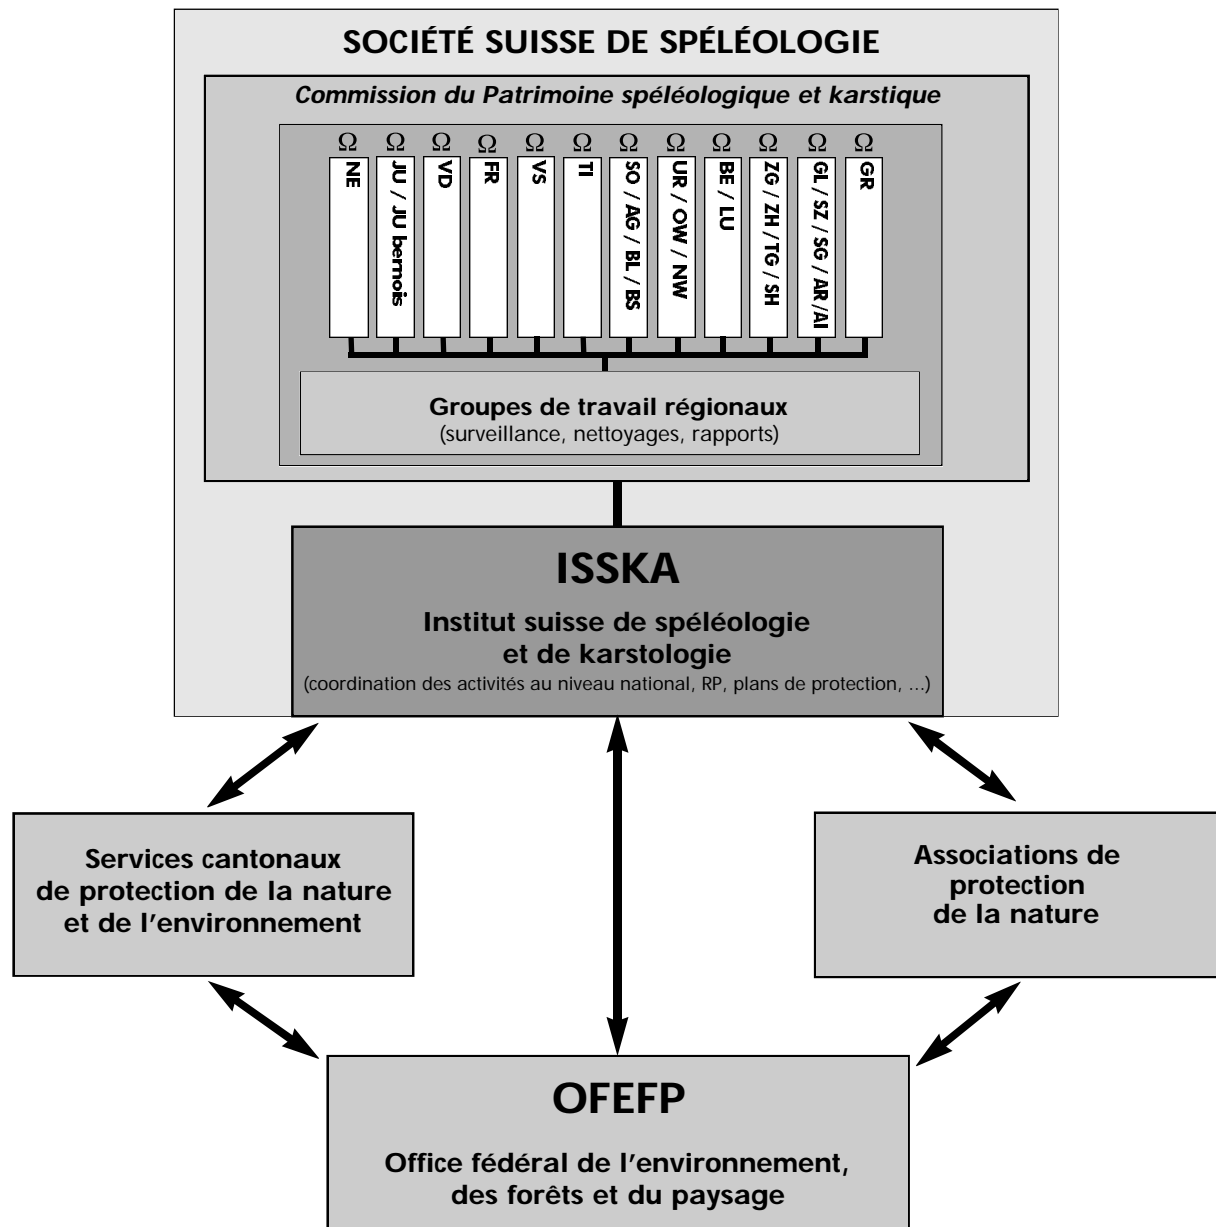 SOCIÉTÉ SUISSE DE SPÉLÉOLOGIE
Commission du Patrimoine spéléologique et karstique
Ω Ω Ω Ω Ω Ω Ω Ω Ω Ω Ω Ω
NE
JU / JU bernois
VD
FR
VS
TI
SO / AG / BL / BS
UR / OW / NW
BE / LU
ZG / ZH / TG / SH
GL / SZ / SG / AR /AI
GR
Groupes de travail régionaux
(surveillance, nettoyages, rapports)
ISSKA
Institut suisse de spéléologie
et de karstologie
(coordination des activités au niveau national, RP, plans de protection, ...)
Services cantonaux
de protection de la nature
et de l'environnement
Associations de
protection
de la nature
OFEFP
Office fédéral de l'environnement,
des forêts et du paysage